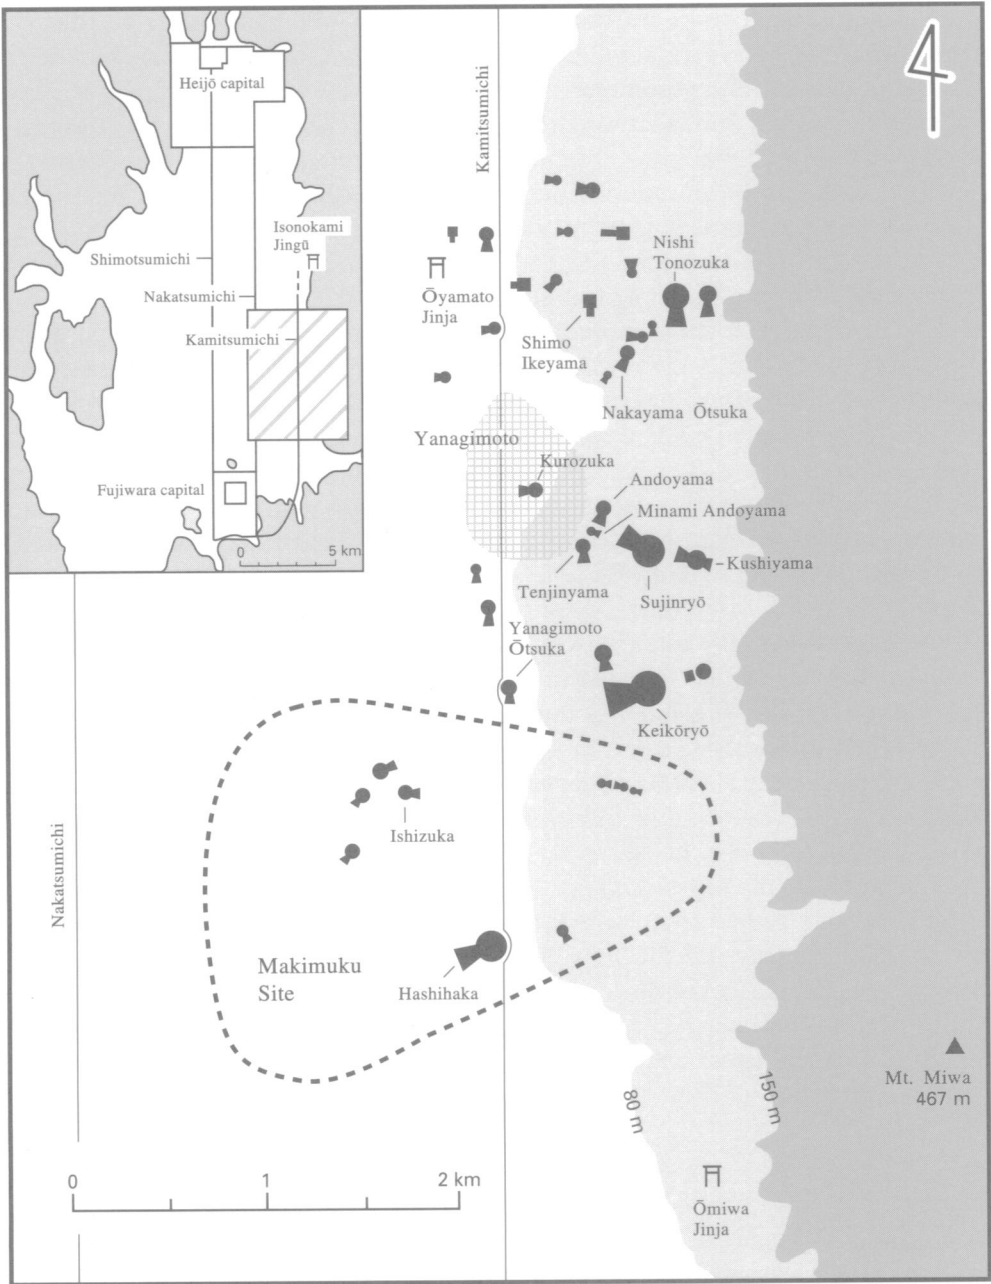 Heijō capital
Isonokami
Jingū
Shimotsumichi
Nakatsumichi
Kamitsumichi
Fujiwara capital
0 5 km
Kamitsumichi
4
Nishi
Tonozuka
Ōyamato
Jinja
Shimo
Ikeyama
Nakayama Ōtsuka
Yanagimoto
Kurozuka
Andoyama
Minami Andoyama
Kushiyama
Tenjinyama
Sujinryō
Yanagimoto
Ōtsuka
Keikōryō
Ishizuka
Nakatsumichi
Makimuku
Site
Hashihaka
Mt. Miwa
467 m
80 m
150 m
0 1 2 km
Ōmiwa
Jinja